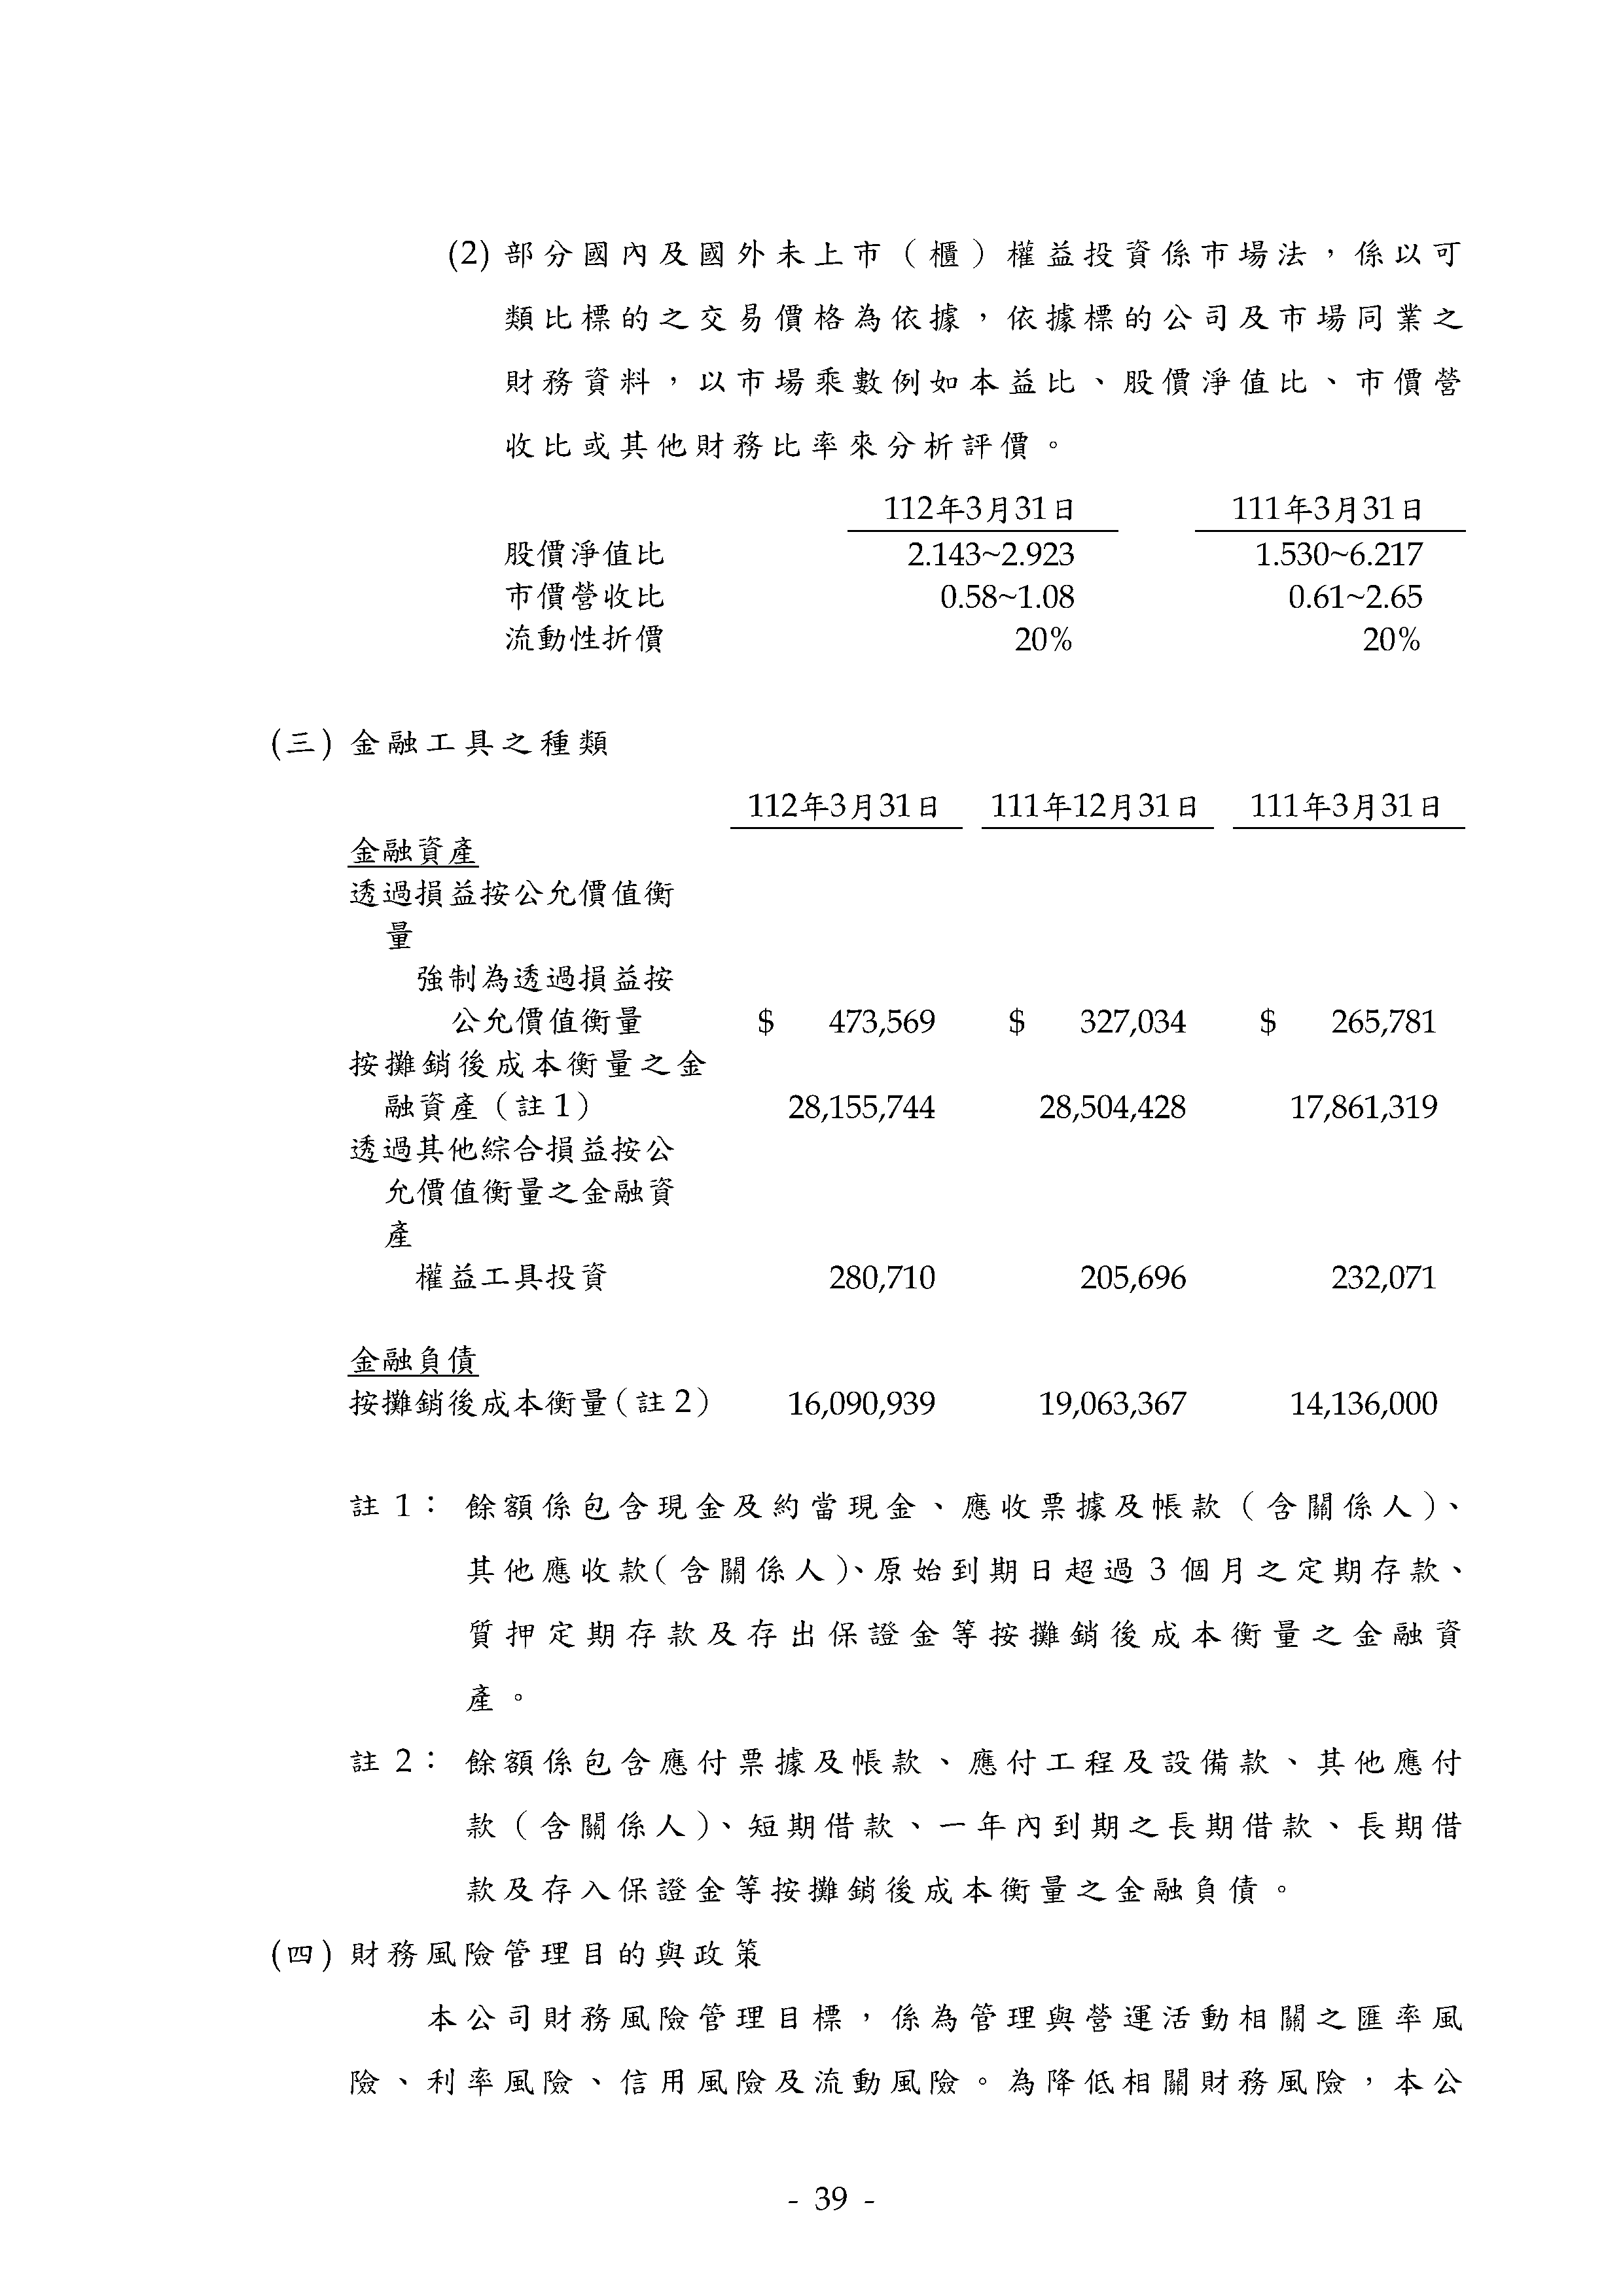 (2) 部分國內及國外未上市（櫃）權益投資係市場法，係以可
類比標的之交易價格為依據，依據標的公司及市場同業之
財務資料，以市場乘數例如本益比、股價淨值比、市價營
收比或其他財務比率來分析評價。
112年3月31日 111年3月31日
股價淨值比 2.143~2.923 1.530~6.217
市價營收比 0.58~1.08 0.61~2.65
流動性折價 20% 20%
(三) 金融工具之種類
112年3月31日 111年12月31日 111年3月31日
金融資產
透過損益按公允價值衡
量
強制為透過損益按
公允價值衡量 $ 473,569 $ 327,034 $ 265,781
按攤銷後成本衡量之金
融資產（註1） 28,155,744 28,504,428 17,861,319
透過其他綜合損益按公
允價值衡量之金融資
產
權益工具投資 280,710 205,696 232,071
金融負債
按攤銷後成本衡量（註2） 16,090,939 19,063,367 14,136,000
註 1： 餘額係包含現金及約當現金、應收票據及帳款（含關係人）、
其他應收款（含關係人）、原始到期日超過 3 個月之定期存款、
質押定期存款及存出保證金等按攤銷後成本衡量之金融資
產。
註 2： 餘額係包含應付票據及帳款、應付工程及設備款、其他應付
款（含關係人）、短期借款、一年內到期之長期借款、長期借
款及存入保證金等按攤銷後成本衡量之金融負債。
(四) 財務風險管理目的與政策
本公司財務風險管理目標，係為管理與營運活動相關之匯率風
險、利率風險、信用風險及流動風險。為降低相關財務風險，本公
- 39 -